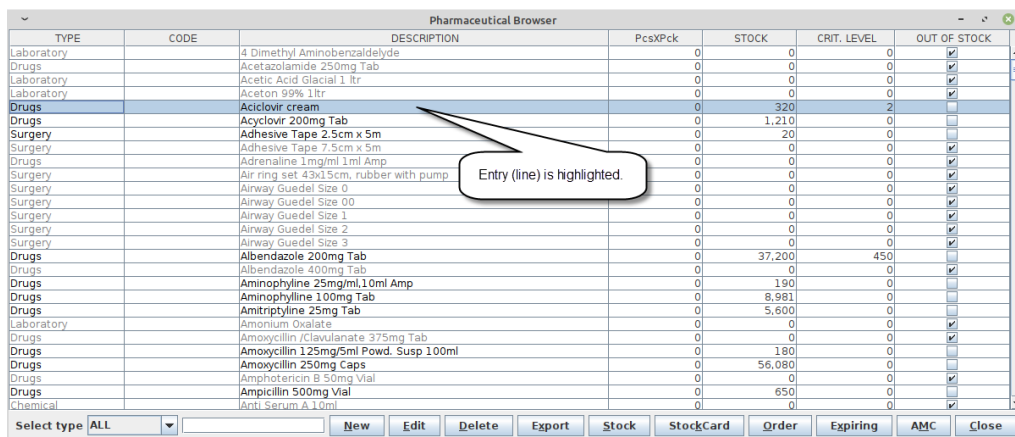 Pharmaceutical Browser
TYPE CODE DESCRIPTION PcsXPck STOCK CRIT. LEVEL OUT OF STOCK
Laboratory 4 Dimethyl Aminobenzaldelyde 0 0 0
Drugs Acetazolamide 250mg Tab 0 0 0
Laboratory Acetic Acid Glacial 1 ltr 0 0 0
Laboratory Aceton 99% 1ltr 0 0 0
Drugs Aciclovir cream 0 320 2
Drugs Acyclovir 200mg Tab 0 1,210 0
Surgery Adhesive Tape 2.5cm x 5m 0 20 0
Surgery Adhesive Tape 7.5cm x 5m 0 0 0
Drugs Adrenaline 1mg/ml 1ml Amp 0 0 0
Surgery Air ring set 43x15cm, rubber with pump 0 0 0
Entry (line) is highlighted.
Surgery Airway Guedel Size 0 0 0 0
Surgery Airway Guedel Size 00 0 0 0
Surgery Airway Guedel Size 1 0 0 0
Surgery Airway Guedel Size 2 0 0 0
Surgery Airway Guedel Size 3 0 0 0
Drugs Albendazole 200mg Tab 0 37,200 450
Drugs Albendazole 400mg Tab 0 0 0
Drugs Aminophyline 25mg/ml,10ml Amp 0 190 0
Drugs Aminophylline 100mg Tab 0 8,981 0
Drugs Amitriptyline 25mg Tab 0 5,600 0
Laboratory Amonium Oxalate 0 0 0
Drugs Amoxycillin /Clavulanate 375mg Tab 0 0 0
Drugs Amoxycillin 125mg/5ml Powd. Susp 100ml 0 180 0
Drugs Amoxycillin 250mg Caps 0 56,080 0
Drugs Amphotericin B 50mg Vial 0 0 0
Drugs Ampicillin 500mg Vial 0 650 0
Chemical Anti Serum A 10ml 0 0 0
Select type ALL New Edit Delete Export Stock StockCard Order Expiring AMC Close